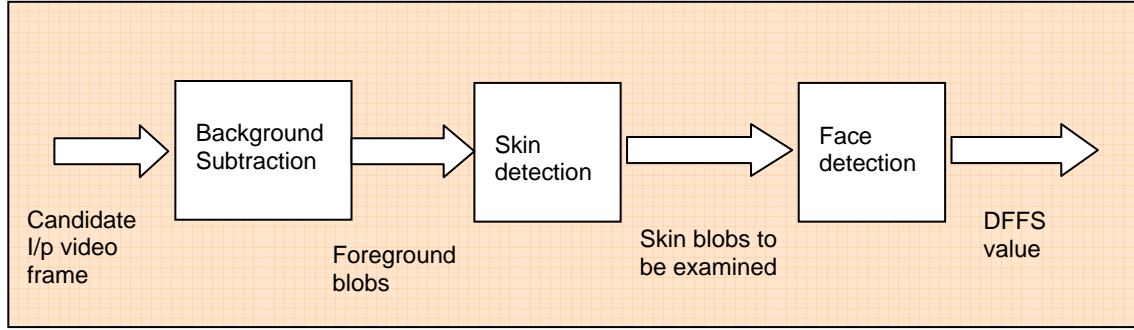 Background
Subtraction
Skin
detection
Face
detection
Candidate
I/p video
frame
Foreground
blobs
Skin blobs to
be examined
DFFS
value